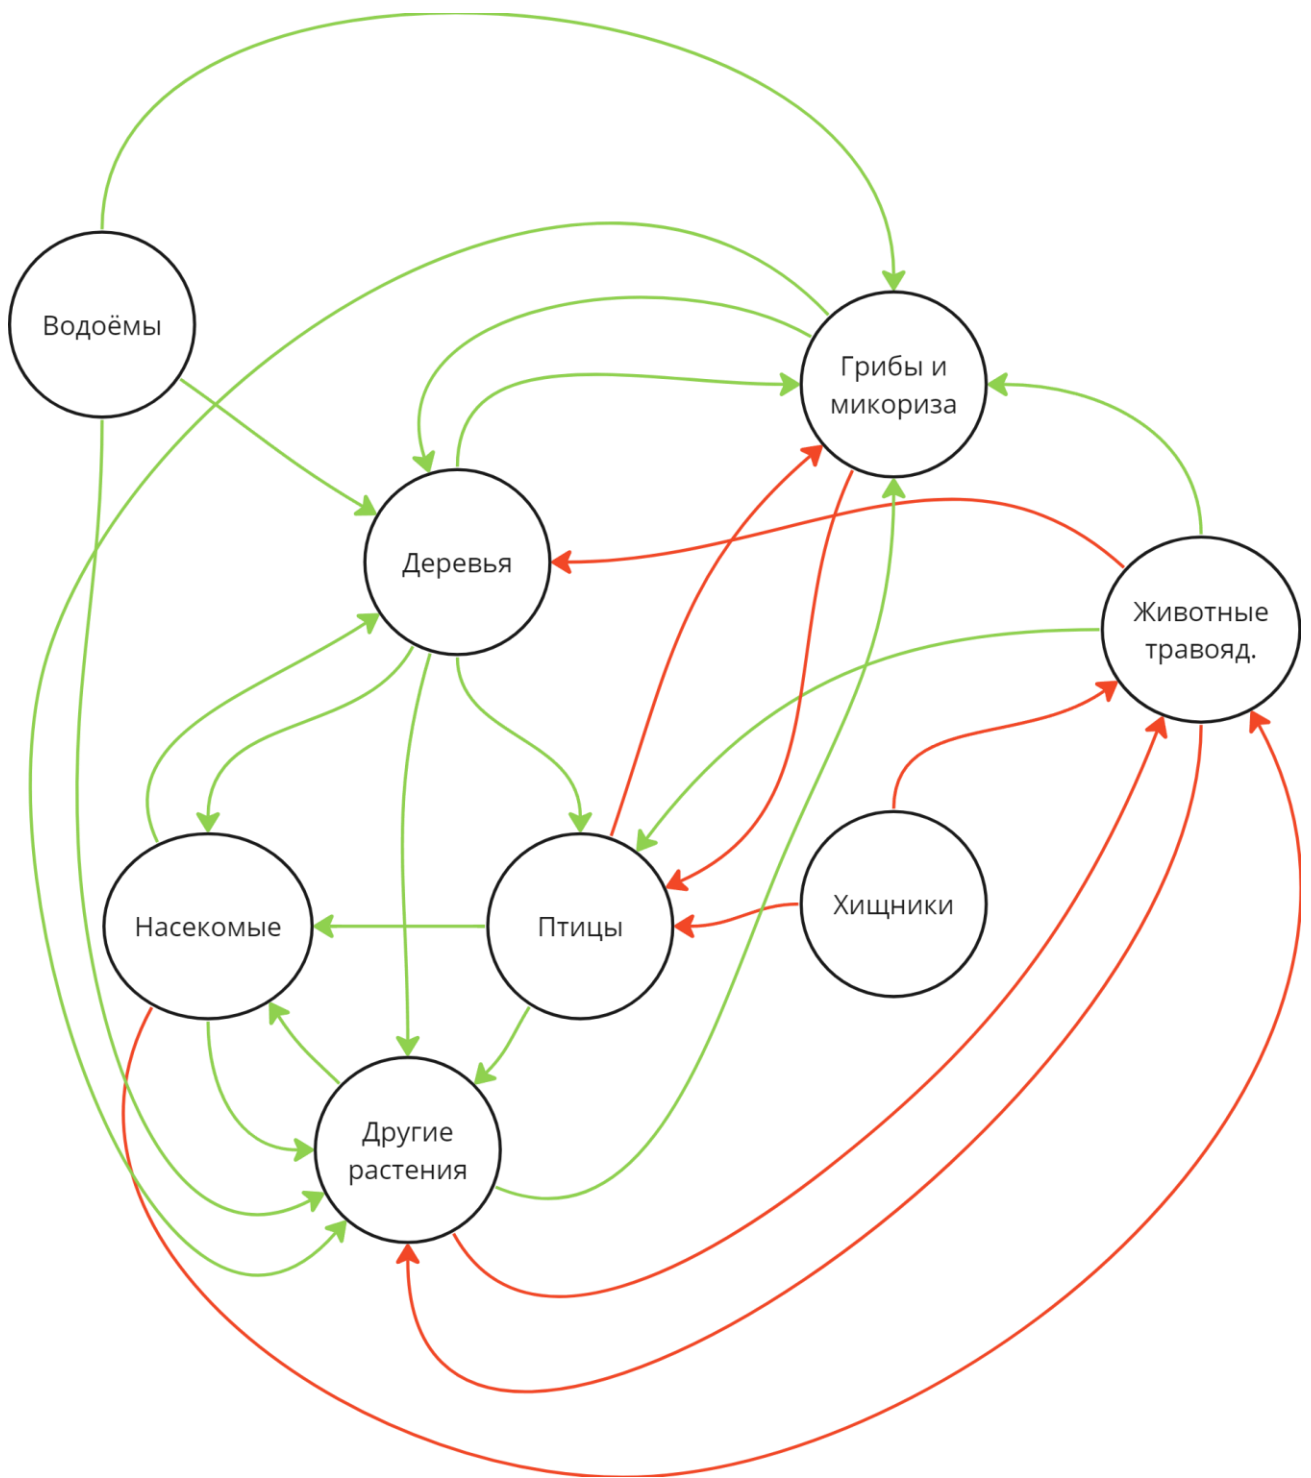 Водоёмы
Грибы и
микориза
Деревья
Животные
травояд.
Хищники
Насекомые
Птицы
Другие
растения